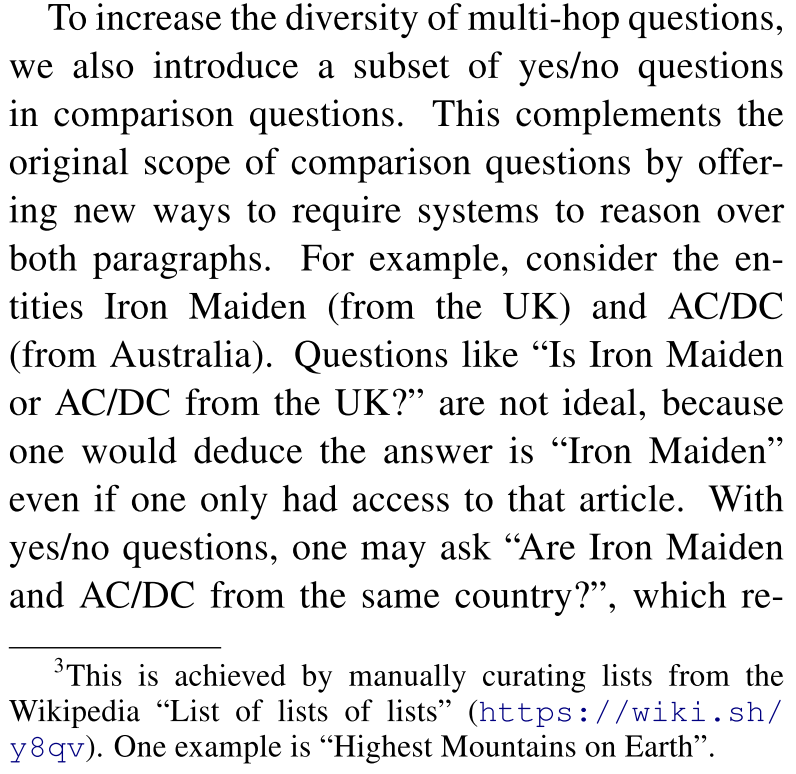 To increase the diversity of multi-hop questions,
we also introduce a subset of yes/no questions
in comparison questions. This complements the
original scope of comparison questions by offer-
ing new ways to require systems to reason over
both paragraphs. For example, consider the en-
tities Iron Maiden (from the UK) and AC/DC
(from Australia). Questions like “Is Iron Maiden
or AC/DC from the UK?” are not ideal, because
one would deduce the answer is “Iron Maiden”
even if one only had access to that article. With
yes/no questions, one may ask “Are Iron Maiden
and AC/DC from the same country?”, which re-
3This is achieved by manually curating lists from the
Wikipedia “List of lists of lists” (https://wiki.sh/
y8qv). One example is “Highest Mountains on Earth”.